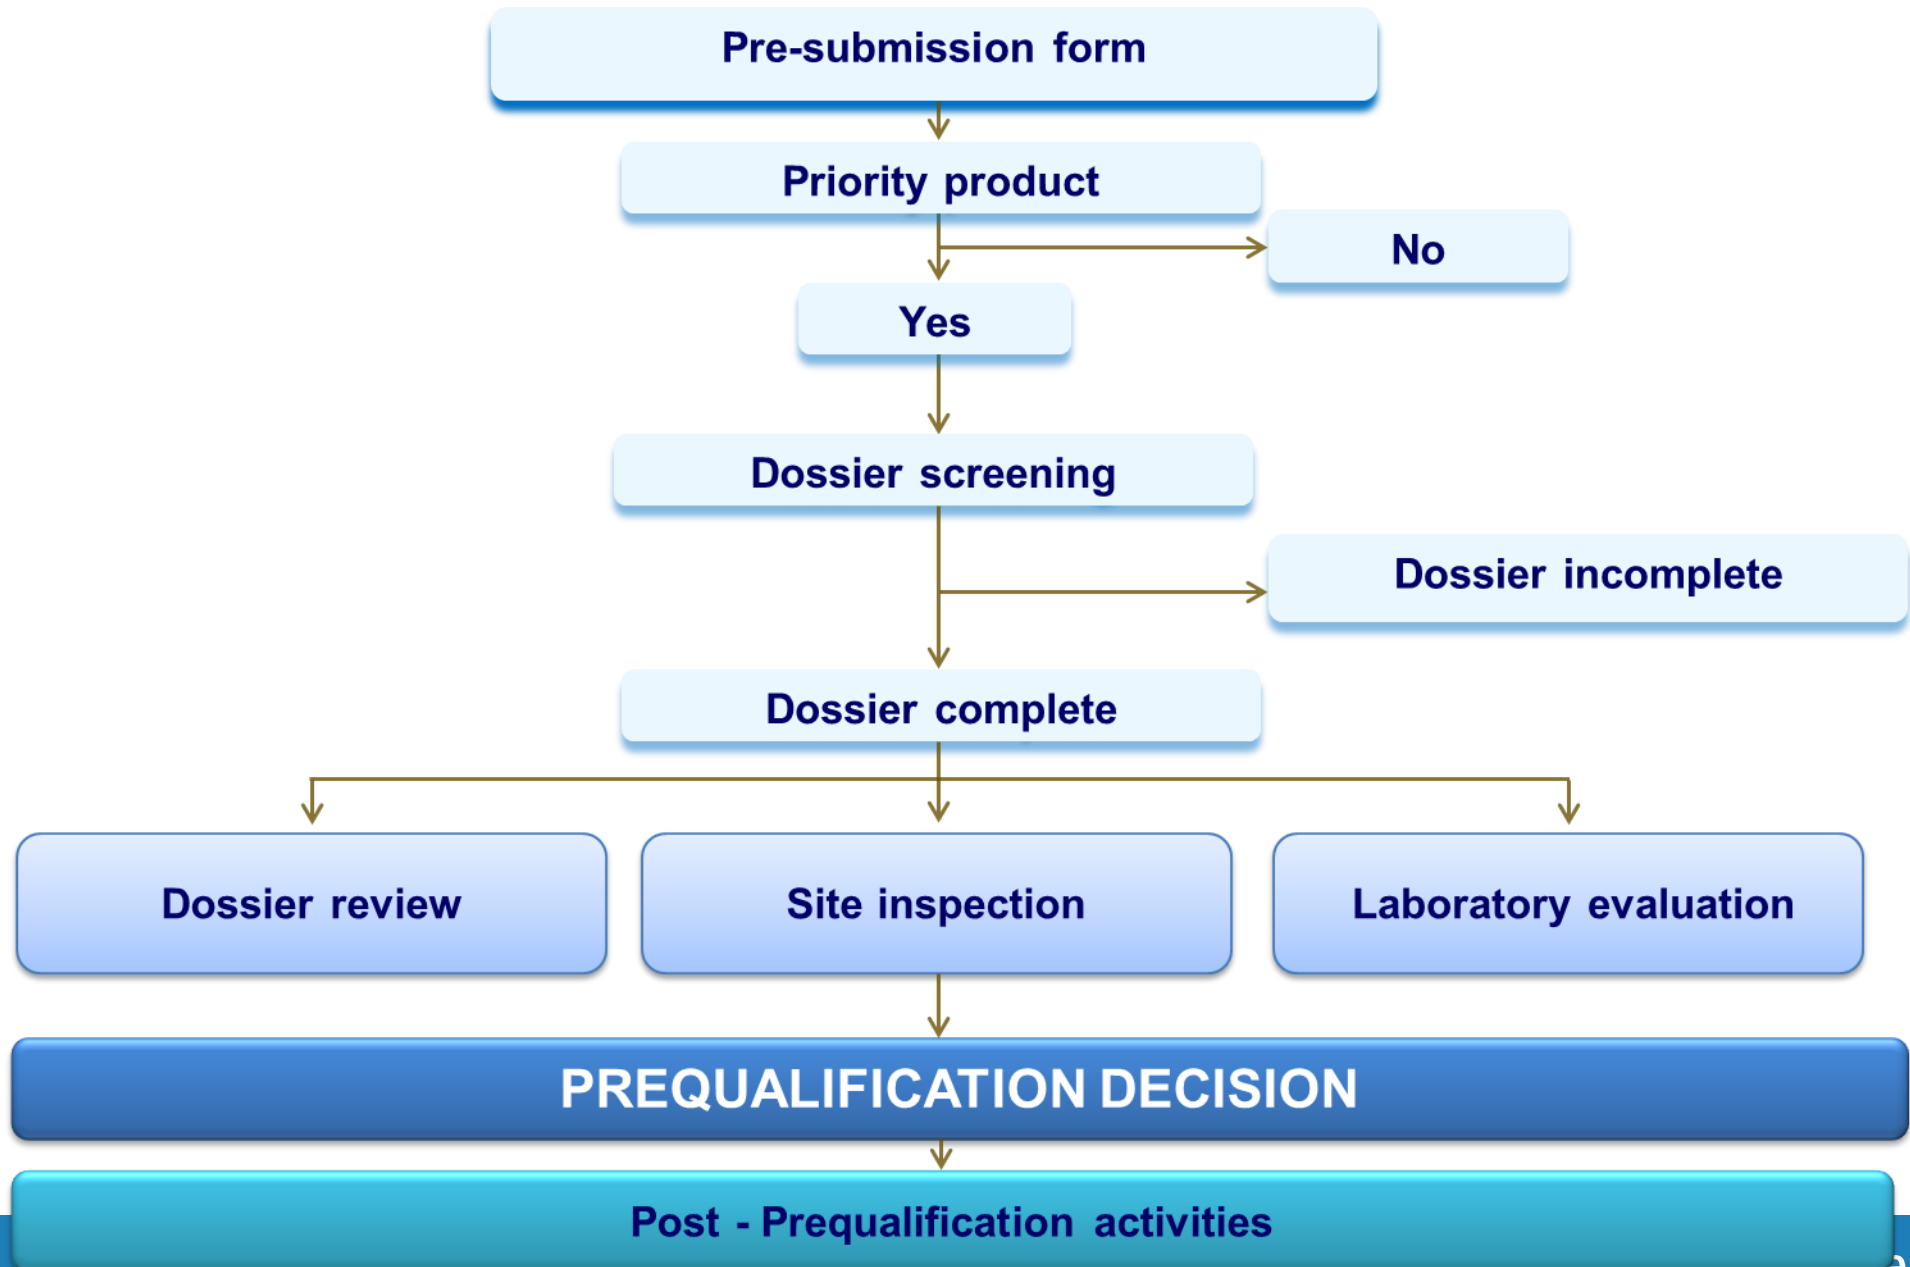 Pre-submission form
Priority product
No
Yes
Dossier screening
Dossier incomplete
Dossier complete
Dossier review
Site inspection
Laboratory evaluation
PREQUALIFICATION DECISION
Post - Prequalification activities